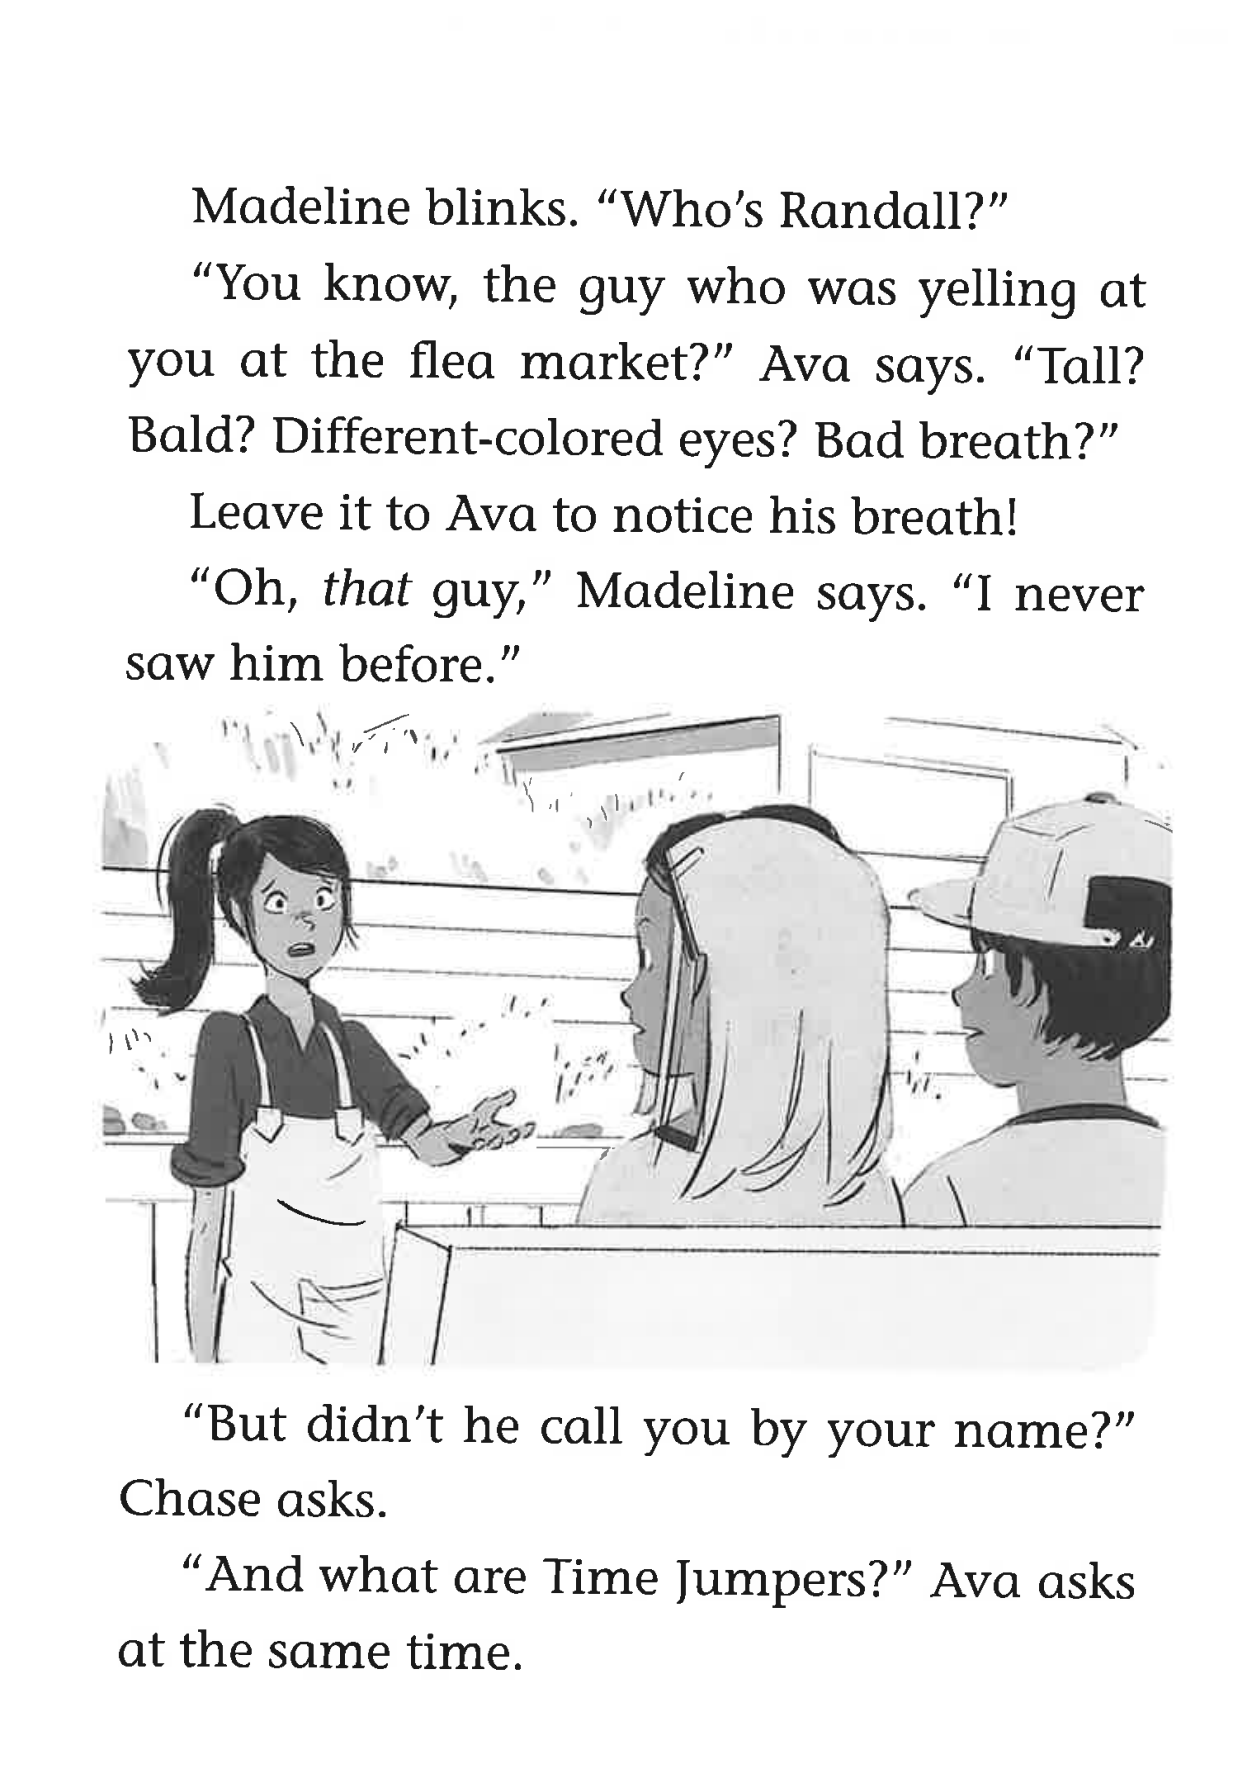 Madeline blinks. “Who’s Randall?”
“You know, the guy who was yelling at
you at the flea market?” Ava says. “Tall?
Bald? Different-colored eyes? Bad breath?”
Leave it to Ava to notice his breath!
“Oh, that guy,” Madeline says. “I never
saw him before.”
“But didn’t he call you by your name?”
Chase asks.
“And what are Time Jumpers?” Ava asks
at the same time.